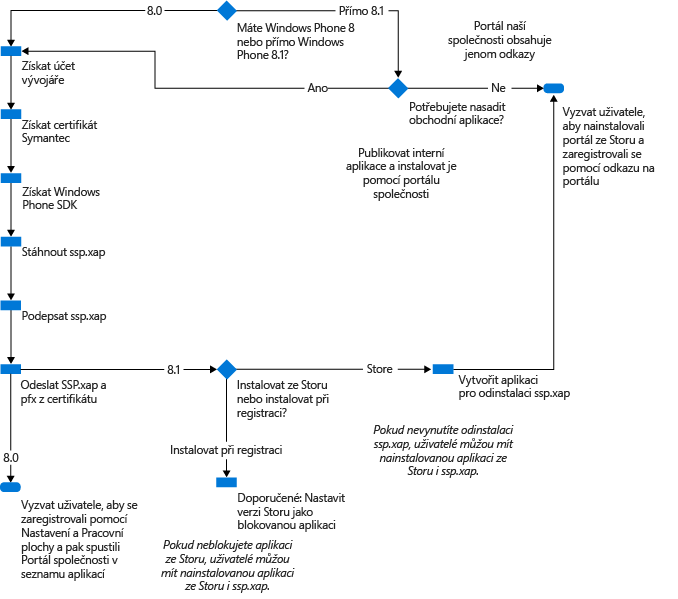 8.0
Přímo 8.1
Máte Windows Phone 8
nebo přímo Windows
Phone 8.1?
Portál naší
společnosti obsahuje
jenom odkazy
Získat účet
vývojáře
Ano
Ne
Potřebujete nasadit
obchodní aplikace?
Vyzvat uživatele,
aby nainstalovali
portál ze Storu a
zaregistrovali se
pomocí odkazu na
portálu
Získat certifikát
Symantec
Publikovat interní
aplikace a instalovat je
pomocí portálu
společnosti
Získat Windows
Phone SDK
Stáhnout ssp.xap
Podepsat ssp.xap
8.1
Store
Odeslat SSP.xap a
pfx z certifikátu
Instalovat ze Storu
nebo instalovat při
registraci?
Vytvořit aplikaci
pro odinstalaci ssp.xap
Pokud nevynutíte odinstalaci
ssp.xap, uživatelé můžou mít
nainstalovanou aplikaci ze
Storu i ssp.xap.
8.0
Instalovat při registraci
Vyzvat uživatele, aby se
zaregistrovali pomocí
Nastavení a Pracovní
plochy a pak spustili
Portál společnosti v
seznamu aplikací
Doporučené: Nastavit
verzi Storu jako
blokovanou aplikaci
Pokud neblokujete aplikaci
ze Storu, uživatelé můžou
mít nainstalovanou aplikaci
ze Storu i ssp.xap.